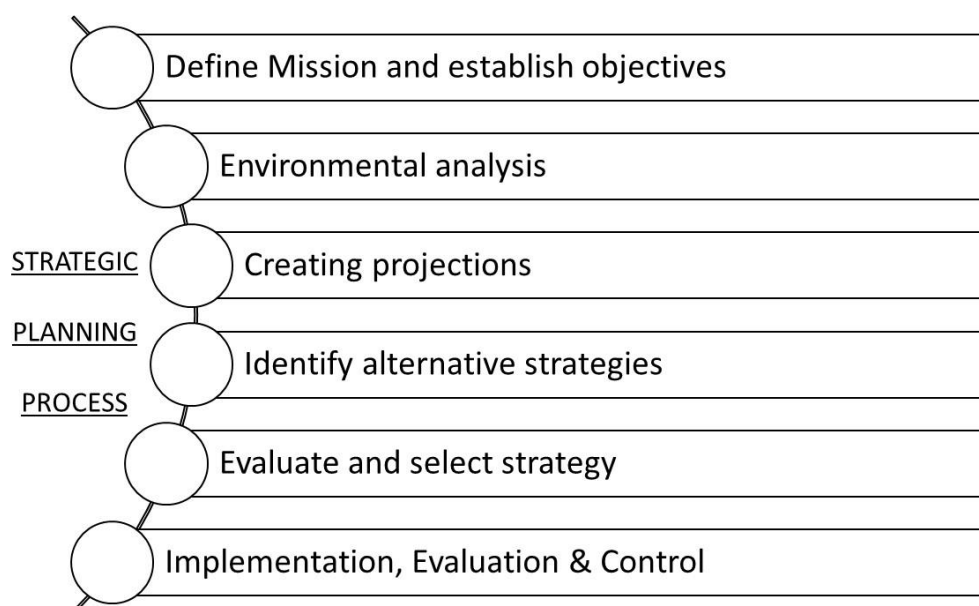 Define Mission and establish objectives
Environmental analysis
STRATEGIC
Creating projections
PLANNING
Identify alternative strategies
PROCESS
Evaluate and select strategy
Implementation, Evaluation & Control